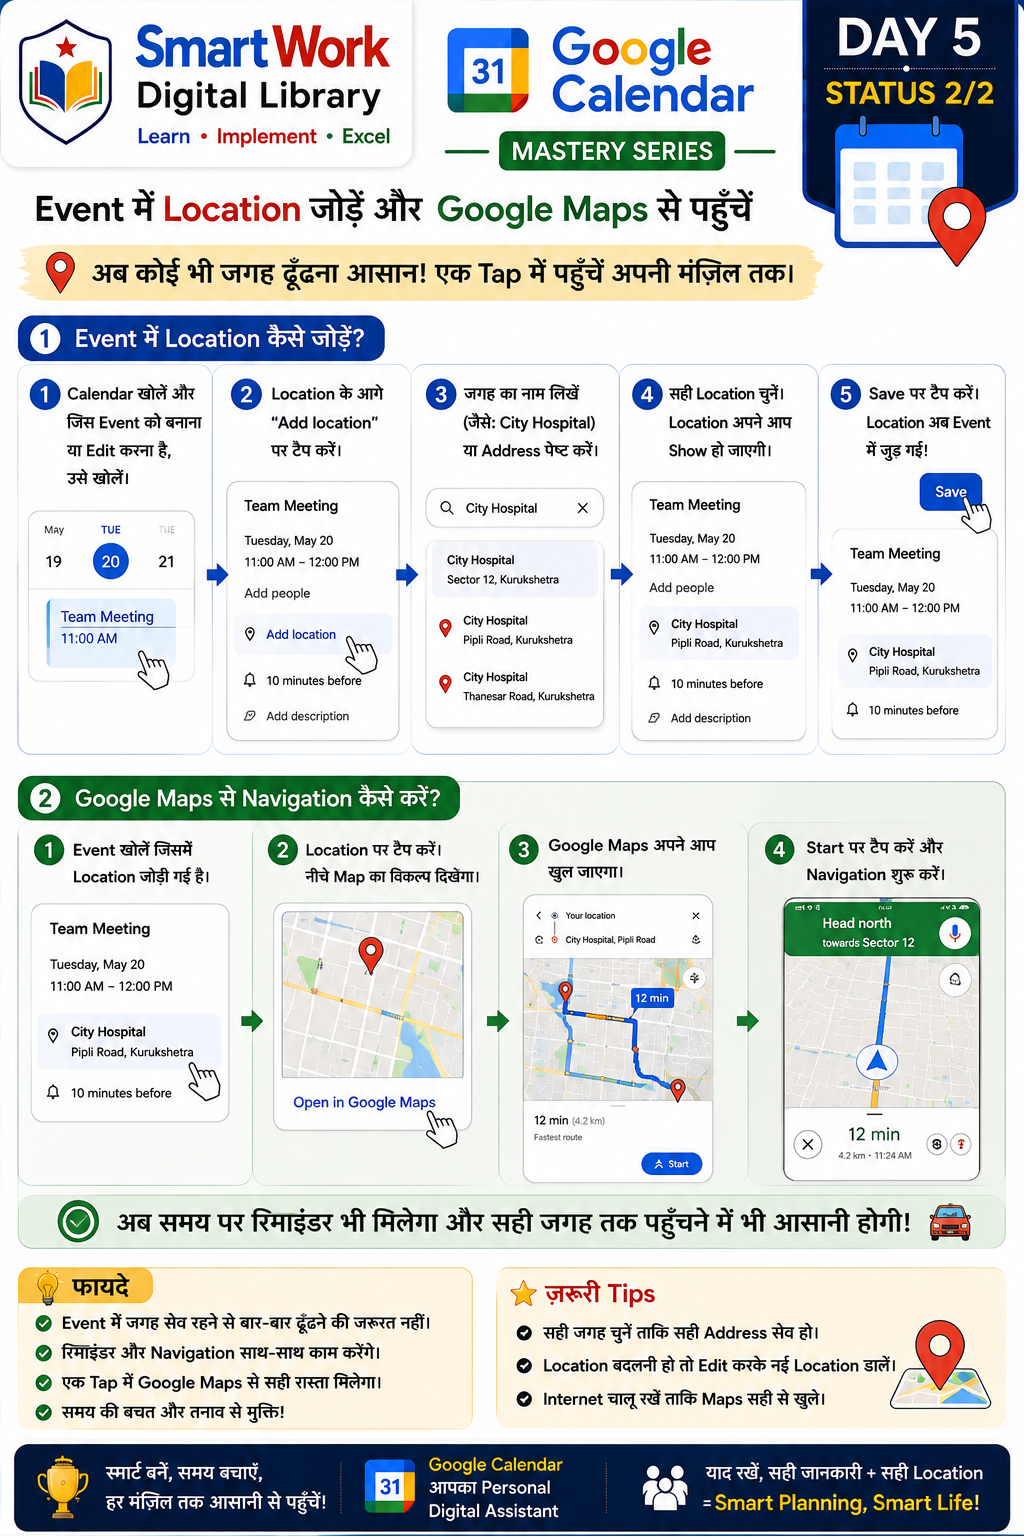 SmartWork
Digital Library
Learn • Implement • Excel
31
Google
Calendar
MASTERY SERIES
DAY 5
STATUS 2/2
Event में Location जोड़ें और Google Maps से पहुँचें
अब कोई भी जगह ढूँढना आसान! एक Tap में पहुँचें अपनी मंज़िल तक।
1 Event में Location कैसे जोड़ें?
1 Calendar खोलें और
जिस Event को बनाना
या Edit करना है,
उसे खोलें।
May TUE TUE
19 20 21
Team Meeting
11:00 AM
2 Location के आगे
“Add location”
पर टैप करें।
Team Meeting
Tuesday, May 20
11:00 AM – 12:00 PM
Add people
Add location
10 minutes before
Add description
3 जगह का नाम लिखें
(जैसे: City Hospital)
या Address पेष्ट करें।
City Hospital
City Hospital
Sector 12, Kurukshetra
City Hospital
Pipli Road, Kurukshetra
City Hospital
Thanesar Road, Kurukshetra
4 सही Location चुनें।
Location अपने आप
Show हो जाएगी।
Team Meeting
Tuesday, May 20
11:00 AM – 12:00 PM
Add people
City Hospital
Pipli Road, Kurukshetra
10 minutes before
Add description
5 Save पर टैप करें।
Location अब Event
में जुड़ गई!
Save
Team Meeting
Tuesday, May 20
11:00 AM – 12:00 PM
City Hospital
Pipli Road, Kurukshetra
10 minutes before
2 Google Maps से Navigation कैसे करें?
1 Event खोलें जिसमें
Location जोड़ी गई है।
Team Meeting
Tuesday, May 20
11:00 AM – 12:00 PM
City Hospital
Pipli Road, Kurukshetra
10 minutes before
2 Location पर टैप करें।
नीचे Map का विकल्प दिखेंगा।
Open in Google Maps
3 Google Maps अपने आप
खुल जाएगा।
Your location
City Hospital, Pipli Road
12 min
12 min (4.2 km)
Fastest route
Start
4 Start पर टैप करें और
Navigation शुरू करें।
Head north
towards Sector 12
12 min
4.2 km • 11:24 AM
अब समय पर रिमाइंडर भी मिलेगा और सही जगह तक पहुँचने में भी आसानी होगी!
फायदे
Event में जगह सेव रहने से बार-बार ढूँढने की जरूरत नहीं।
रिमाइंडर और Navigation साथ-साथ काम करेंगे।
एक Tap में Google Maps से सही रास्ता मिलेगा।
समय की बचत और तनाव से मुक्ति!
ज़रूरी Tips
सही जगह चुनें ताकि सही Address सेव हो।
Location बदलनी हो तो Edit करके नई Location डालें।
Internet चालू रखें ताकि Maps सही से खुले।
स्मार्ट बनें, समय बचाएँ,
हर मंज़िल तक आसानी से पहुँचें!
31
Google Calendar
आपका Personal
Digital Assistant
याद रखें, सही जानकारी + सही Location
= Smart Planning, Smart Life!